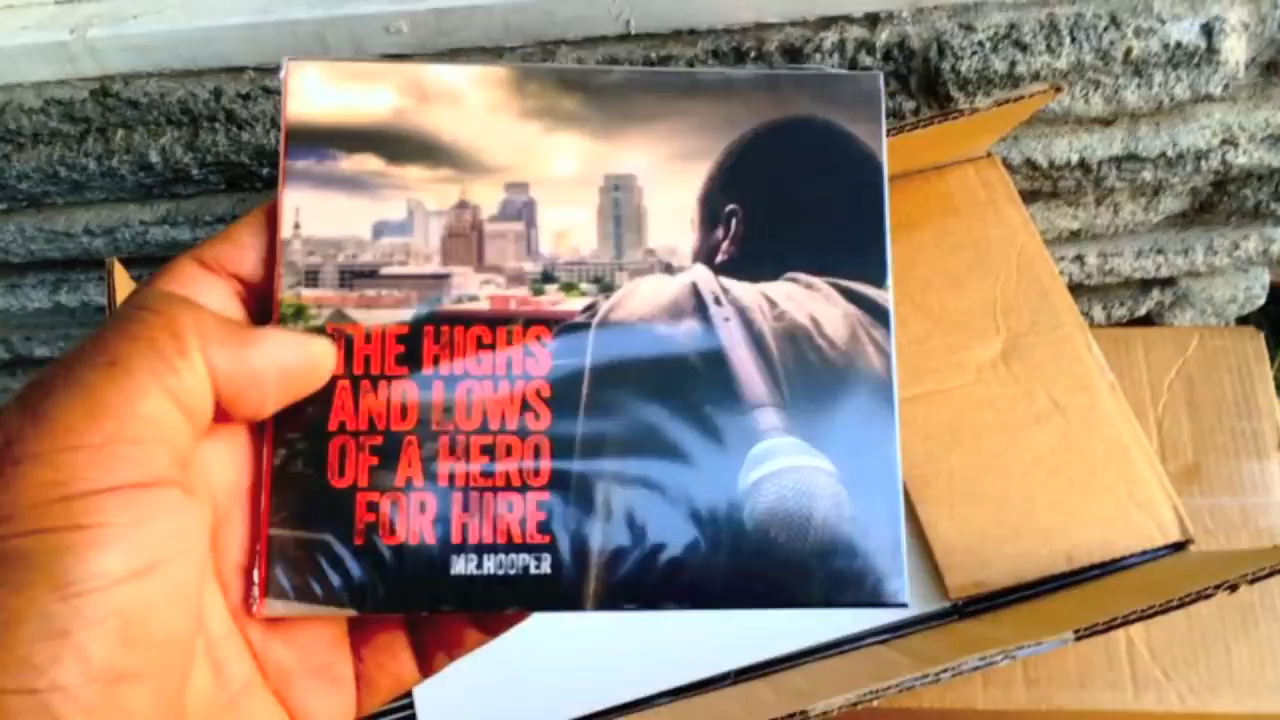 THE HIGHS
AND LOWS
OF A HERO
FOR HIRE
MR.HOOPER